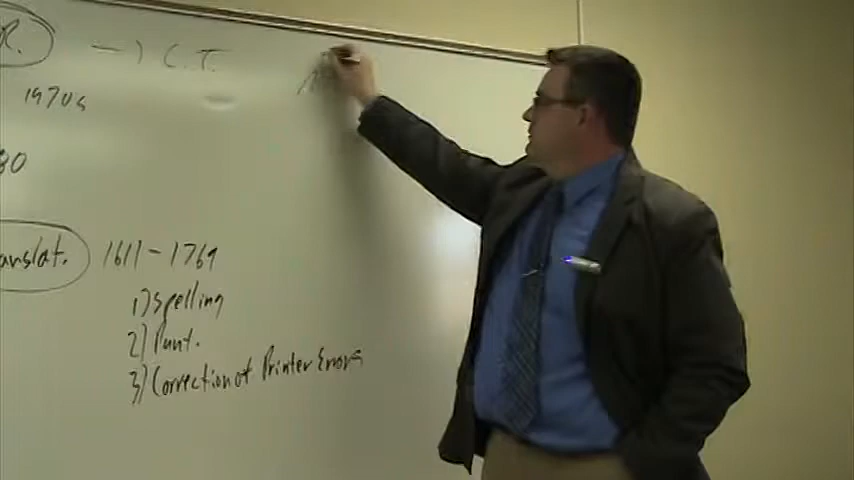 R. —) C.T.
1970s
80
anslat. 1611-1769
1) Spelling
2) Punt.
3) Correction of Printer Errors